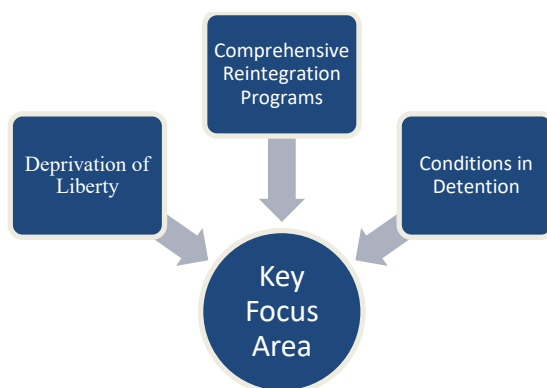 Comprehensive
Reintegration
Programs
Deprivation of
Liberty
Conditions in
Detention
Key
Focus
Area